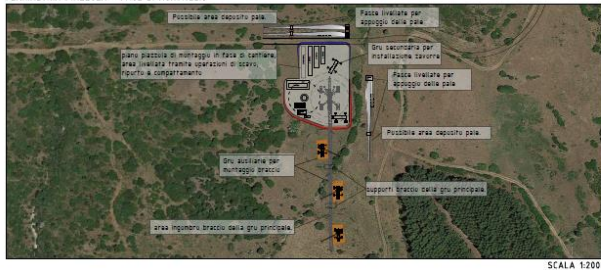 Possibile area deposito pale.
Fasce livellate per
appoggio delle pale
piano piazzola di montaggio in fase di cantiere,
area livellata tramite operazioni di scavo,
riporto e compattamento
Gru secondaria per
installazione zavorre
Fasce livellate per
appoggio delle pale
Possibile area deposito pale.
Gru ausiliarie per
montaggio braccio
supporti braccio della gru principale.
area ingombro braccio della gru principale.
SCALA 1:200